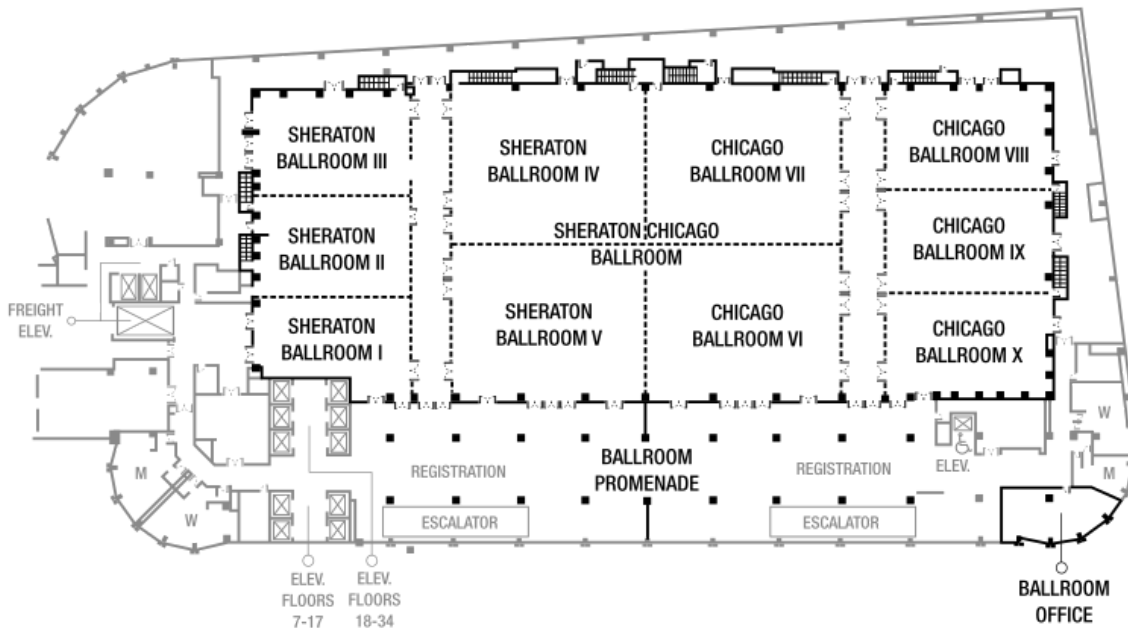 SHERATON
BALLROOM III
SHERATON
BALLROOM IV
CHICAGO
BALLROOM VII
CHICAGO
BALLROOM VIII
SHERATON
BALLROOM II
SHERATON CHICAGO
BALLROOM
CHICAGO
BALLROOM IX
FREIGHT
ELEV.
SHERATON
BALLROOM I
SHERATON
BALLROOM V
CHICAGO
BALLROOM VI
CHICAGO
BALLROOM X
W
M
REGISTRATION
BALLROOM
PROMENADE
REGISTRATION
ELEV.
M
W
ESCALATOR
ESCALATOR
ELEV.
FLOORS
7-17
ELEV.
FLOORS
18-34
BALLROOM
OFFICE